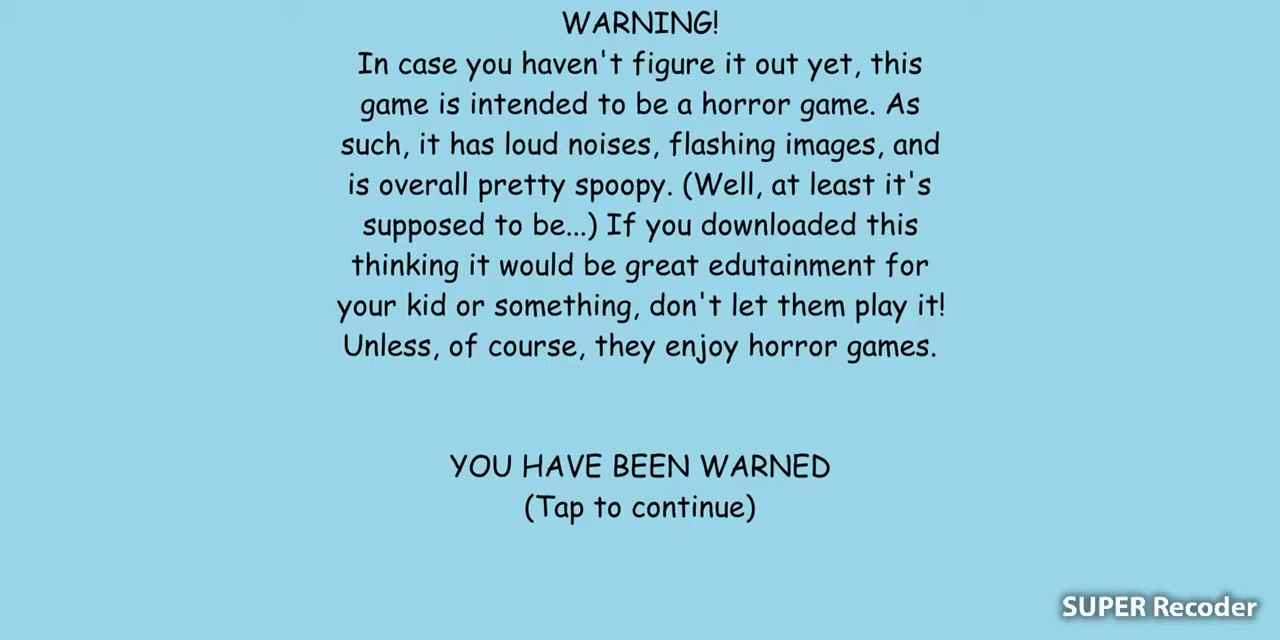 WARNING!
In case you haven't figure it out yet, this
game is intended to be a horror game. As
such, it has loud noises, flashing images, and
is overall pretty spoopy. (Well, at least it's
supposed to be...) If you downloaded this
thinking it would be great edutainment for
your kid or something, don't let them play it!
Unless, of course, they enjoy horror games.
YOU HAVE BEEN WARNED
(Tap to continue)
SUPER Recoder